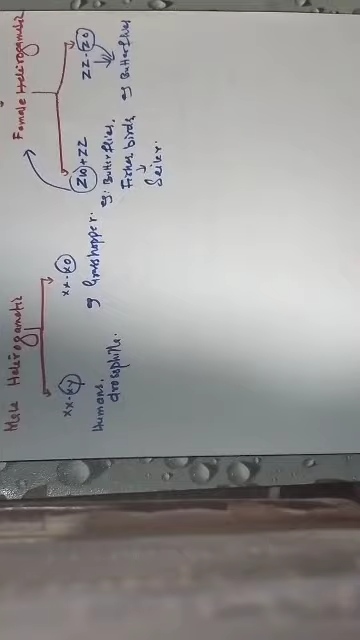 Male Heterogametic
xx-xy
xx-xo
Humans,
drosophilla.
eg Grasshopper.
Female Heterogametic
ZW+ZZ
ZZ-ZO
eg: Butterflies,
Fishes, birds,
Seiler.
eg Butterflies